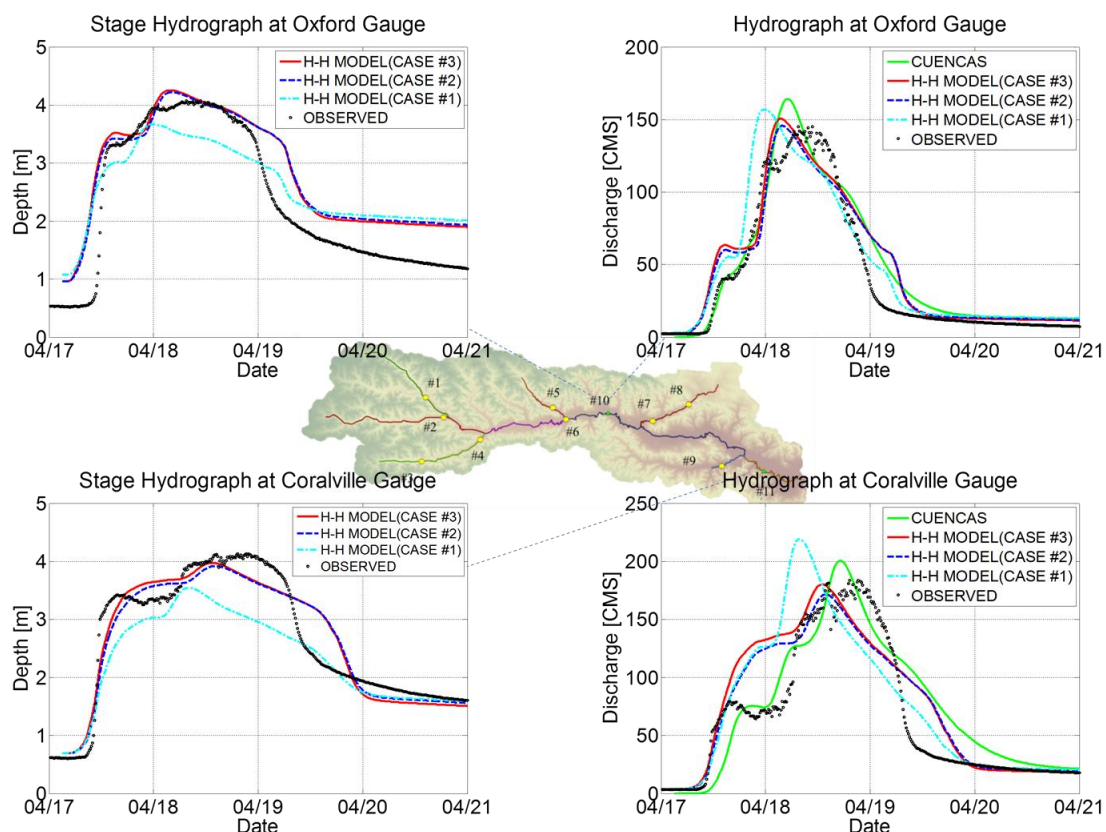 Stage Hydrograph at Oxford Gauge
5
4
3
2
1
0
Depth [m]
H-H MODEL(CASE #3)
H-H MODEL(CASE #2)
H-H MODEL(CASE #1)
OBSERVED
04/17
04/18
04/19
04/20
04/21
Date
Hydrograph at Oxford Gauge
200
150
100
50
0
Discharge [CMS]
CUENCAS
H-H MODEL(CASE #3)
H-H MODEL(CASE #2)
H-H MODEL(CASE #1)
OBSERVED
04/17
04/18
04/19
04/20
04/21
Date
#1
#2
#4
#5
#6
#10
#7
#8
#9
#11
Stage Hydrograph at Coralville Gauge
5
4
3
2
1
0
Depth [m]
H-H MODEL(CASE #3)
H-H MODEL(CASE #2)
H-H MODEL(CASE #1)
OBSERVED
04/17
04/18
04/19
04/20
04/21
Date
Hydrograph at Coralville Gauge
250
200
150
100
50
0
Discharge [CMS]
CUENCAS
H-H MODEL(CASE #3)
H-H MODEL(CASE #2)
H-H MODEL(CASE #1)
OBSERVED
04/17
04/18
04/19
04/20
04/21
Date